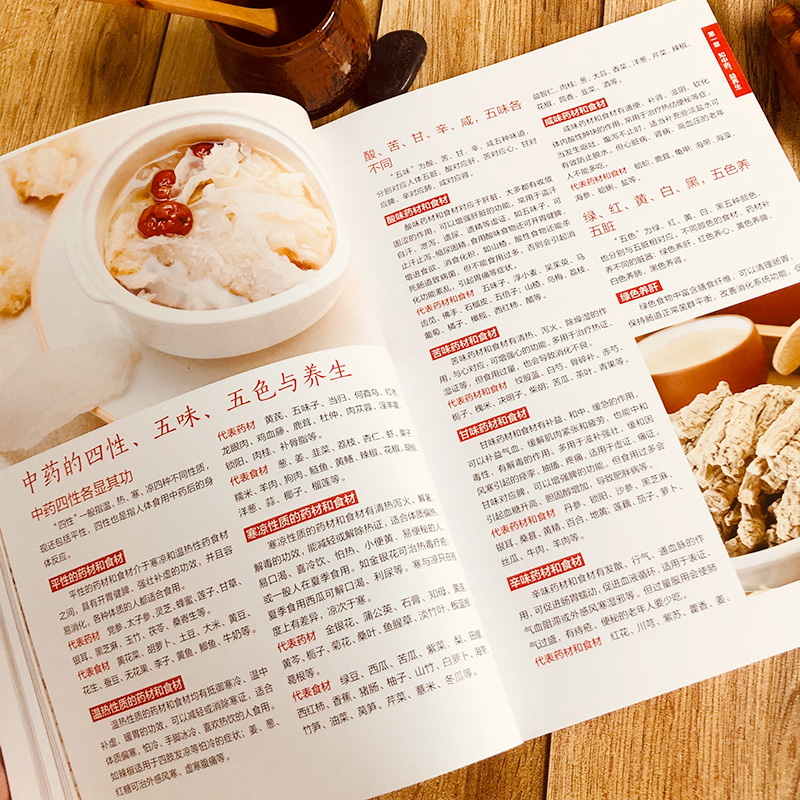 中药的四性、五味、五色与养生
中药四性各显其功
“四性”一般指温、热、寒、凉四种不同性质,
现还包括平性,四性也是指人体食用中药后的身
体反应。
平性的药材和食材
平性的药材和食材介于寒凉和温热性药食材
之间,具有开胃健脾、强壮补虚的功效,并且容
易消化,各种体质的人都适合食用。
代表药材 党参、太子参、灵芝、蜂蜜、莲子、甘草、
银耳、黑芝麻、玉竹、茯苓、桑寄生等。
代表食材 黄花菜、胡萝卜、土豆、大米、黄豆、
花生、蚕豆、无花果、李子、黄鱼、鲫鱼、牛奶等。
温热性质的药材和食材
温热性质的药材和食材均有抵御寒冷、温中
补虚、暖胃的功效,可以减轻或消除寒证,适合
体质偏寒,怕冷、手脚冰冷、喜欢热饮的人食用。
如辣椒适用于四肢发凉等怕冷的症状;姜、葱、
红糖可治外感风寒、虚寒腹痛等。
代表药材 黄芪、五味子、当归、何首乌、红枣、
龙眼肉、鸡血藤、鹿茸、杜仲、肉苁蓉、淫羊藿、
锁阳、肉桂、补骨脂等。
代表食材 葱、姜、韭菜、荔枝、杏仁、虾、栗子、
糯米、羊肉、狗肉、鲢鱼、黄鳝、辣椒、花椒、胡椒、
洋葱、蒜、椰子、榴莲等。
寒凉性质的药材和食材
寒凉性质的药材和食材有清热泻火、解暑、
解毒的功效,能减轻或解除热证,适合体质偏热,
易口渴、喜冷饮、怕热、小便黄、易便秘的人,
或一般人在夏季食用。如金银花可治热毒疔疮;
夏季食用西瓜可解口渴、利尿等。寒与凉只在程
度上有差异,凉次于寒。
代表药材 金银花、蒲公英、石膏、知母、黄连、
黄芩、栀子、菊花、桑叶、鱼腥草、淡竹叶、板蓝根、
葛根等。
代表食材 绿豆、西瓜、苦瓜、紫菜、梨、田螺、
西红柿、香蕉、猪肠、柚子、山竹、白萝卜、海带、
竹笋、油菜、莴笋、芹菜、薏米、冬瓜等。
第一章 知中药,益养生
酸、苦、甘、辛、咸,五味各
不同
“五味”为酸、苦、甘、辛、咸五种味道,
分别对应人体五脏,酸对应肝、苦对应心、甘对
应脾、辛对应肺、咸对应肾。
酸味药材和食材
酸味药材和食材对应于肝脏,大多都有收敛
固涩的作用,可以增强肝脏的功能,常用于盗汗
自汗、泄泻、遗尿、遗精等虚证,如五味子,可
止汗止泻、缩尿固精。食用酸味食物还可开胃健脾、
增进食欲、消食化积,如山楂。酸性食物还能杀
死肠道致病菌,但不能食用过多,否则会引起消
化功能紊乱,引起胃痛等症状。
代表药材和食材 五味子、浮小麦、吴茱萸、马
齿苋、佛手、石榴皮、五倍子、山楂、乌梅、荔枝、
葡萄、橘子、橄榄、西红柿、醋等。
苦味药材和食材
苦味药材和食材有清热、泻火、除燥湿的作
用,与心对应,可增强心的功能,多用于治疗热证、
湿证等,但食用过量,也会导致消化不良。
代表药材和食材 绞股蓝、白芍、骨碎补、赤芍、
栀子、槐米、决明子、柴胡、苦瓜、茶叶、青果等。
甘味药材和食材
甘味药材和食材有补益、和中、缓急的作用,
可以补益气血、缓解肌肉紧张和疲劳,也能中和
毒性,有解毒的作用。多用于滋补强壮、缓和因
风寒引起的痉挛、抽搐、疼痛,适用于虚证、痛证。
甘味对应脾,可以增强脾的功能。但食用过多会
引起血糖升高,胆固醇增加,导致肥胖病等。
代表药材和食材 丹参、锁阳、沙参、黑芝麻、
银耳、桑葚、黄精、百合、地黄、莲藕、茄子、萝卜、
丝瓜、牛肉、羊肉等。
辛味药材和食材
辛味药材和食材有发散、行气、通血脉的作
用,可促进肠胃蠕动,促进血液循环,适用于表证、
气血阻滞或外感风寒湿邪等。但过量服用会使肺
气过盛,有痔疮、便秘的老年人要少吃。
代表药材和食材 红花、川芎、紫苏、藿香、姜、
益智仁、肉桂、葱、大蒜、香菜、洋葱、芹菜、辣椒、
花椒、茴香、韭菜、酒等。
咸味药材和食材
咸味药材和食材有通便、补肾、滋阴、软化
体内酸性肿块的作用,常用于治疗热结便秘等症。
当发生呕吐、腹泻不止时,适当补充些淡盐水可
有效防止脱水。但心脏病、肾病、高血压的老年
人不能多吃。
代表药材和食材 蛤蚧、鹿茸、龟甲、海带、海藻、
海参、蛤蜊、盐等。
绿、红、黄、白、黑,五色养
五脏
“五色”为绿、红、黄、白、黑五种颜色,
也分别与五脏相对应,不同颜色的食材、药材补
养不同的脏器:绿色养肝、红色养心、黄色养脾、
白色养肺、黑色养肾。
绿色养肝
绿色食物中富含膳食纤维,可以清理肠胃,
保持肠道正常菌群平衡,改善消化系统功能,促